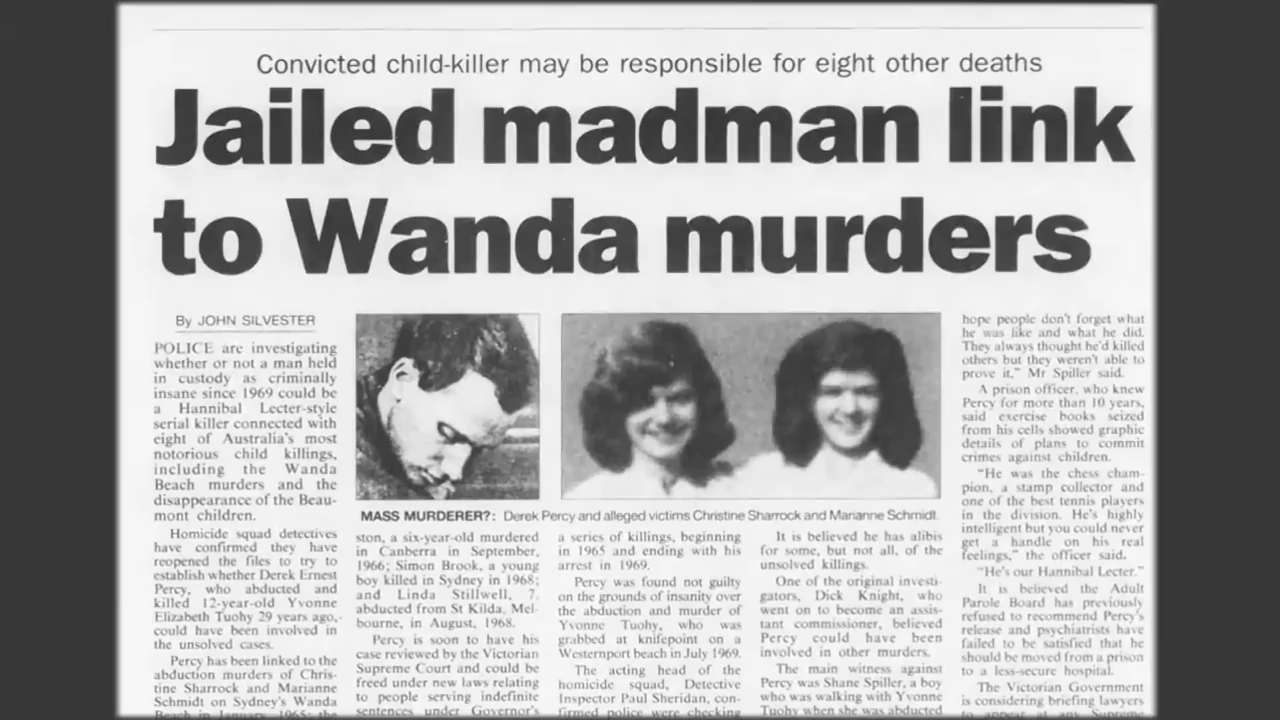 Convicted child-killer may be responsible for eight other deaths
Jailed madman link
to Wanda murders
By JOHN SILVESTER
POLICE are investigating
whether or not a man held
in custody as criminally
insane since 1969 could be
a Hannibal Lecter-style
serial killer connected with
eight of Australia's most
notorious child killings,
including the Wanda
Beach murders and the
disappearance of the Beau-
mont children.
Homicide squad detectives
have confirmed they have
reopened the files to try to
establish whether Derek Ernest
Percy, who abducted and
killed 12-year-old Yvonne
Elizabeth Tuohy 29 years ago,
could have been involved in
the unsolved cases.
Percy has been linked to the
abduction murders of Chris-
tine Sharrock and Marianne
Schmidt on Sydney's Wanda
Beach in January 1965; the
MASS MURDERER?: Derek Percy and alleged victims Christine Sharrock and Marianne Schmidt.
ston, a six-year-old murdered
in Canberra in September,
1966; Simon Brook, a young
boy killed in Sydney in 1968;
and Linda Stillwell, 7,
abducted from St Kilda, Mel-
bourne, in August, 1968.
Percy is soon to have his
case reviewed by the Victorian
Supreme Court and could be
freed under new laws relating
to people serving indefinite
sentences under Governor's
a series of killings, beginning
in 1965 and ending with his
arrest in 1969.
Percy was found not guilty
on the grounds of insanity over
the abduction and murder of
Yvonne Tuohy, who was
grabbed at knifepoint on a
Westernport beach in July 1969.
The acting head of the
homicide squad, Detective
Inspector Paul Sheridan, con-
firmed police were checking
It is believed he has alibis
for some, but not all, of the
unsolved killings.
One of the original investi-
gators, Dick Knight, who
went on to become an assis-
tant commissioner, believed
Percy could have been
involved in other murders.
The main witness against
Percy was Shane Spiller, a boy
who was walking with Yvonne
Tuohy when she was abducted
hope people don't forget what
he was like and what he did.
They always thought he'd killed
others but they weren't able to
prove it," Mr Spiller said.
A prison officer, who knew
Percy for more than 10 years,
said exercise books seized
from his cells showed graphic
details of plans to commit
crimes against children.
"He was the chess cham-
pion, a stamp collector and
one of the best tennis players
in the division. He's highly
intelligent but you could never
get a handle on his real
feelings," the officer said.
"He's our Hannibal Lecter."
It is believed the Adult
Parole Board has previously
refused to recommend Percy's
release and psychiatrists have
failed to be satisfied that he
should be moved from a prison
to a less-secure hospital.
The Victorian Government
is considering briefing lawyers
to appeal at any Supreme